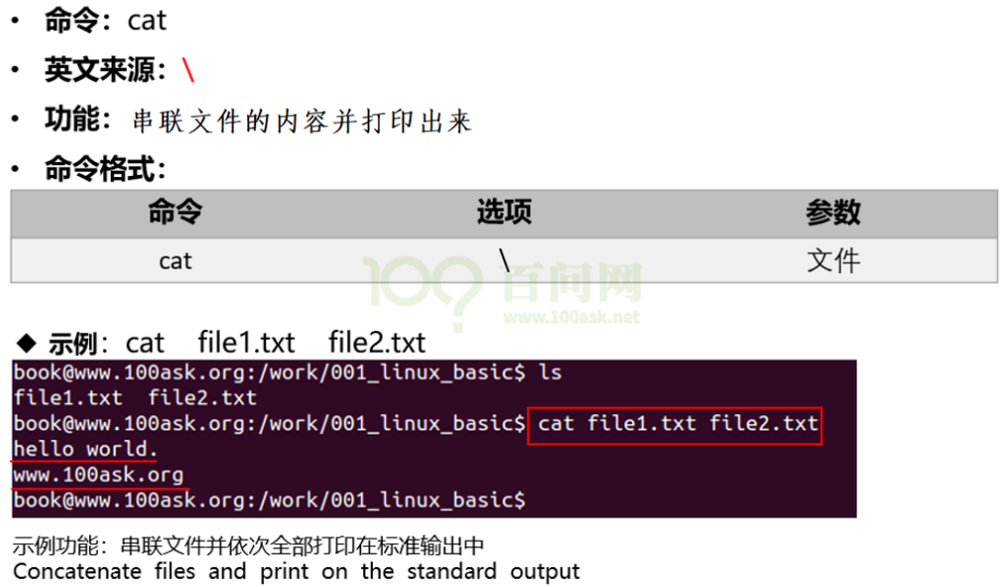 • 命令：cat
• 英文来源：\
• 功能：串联文件的内容并打印出来
• 命令格式：
命令 选项 参数
cat \ 文件
100 百问网
www.100ask.net
◆ 示例：cat file1.txt file2.txt
book@www.100ask.org:/work/001_linux_basic$ ls
file1.txt file2.txt
book@www.100ask.org:/work/001_linux_basic$ cat file1.txt file2.txt
hello world.
www.100ask.org
book@www.100ask.org:/work/001_linux_basic$
示例功能：串联文件并依次全部打印在标准输出中
Concatenate files and print on the standard output